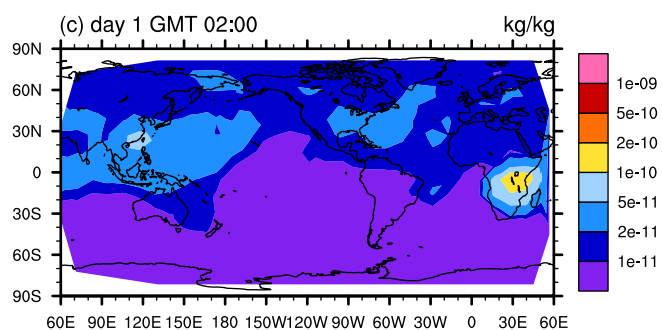 (c) day 1 GMT 02:00 kg/kg
90N
60N
30N
0
30S
60S
90S
60E 90E 120E 150E 180E 150W 120W 90W 60W 30W 0 30E 60E
1e-09
5e-10
2e-10
1e-10
5e-11
2e-11
1e-11